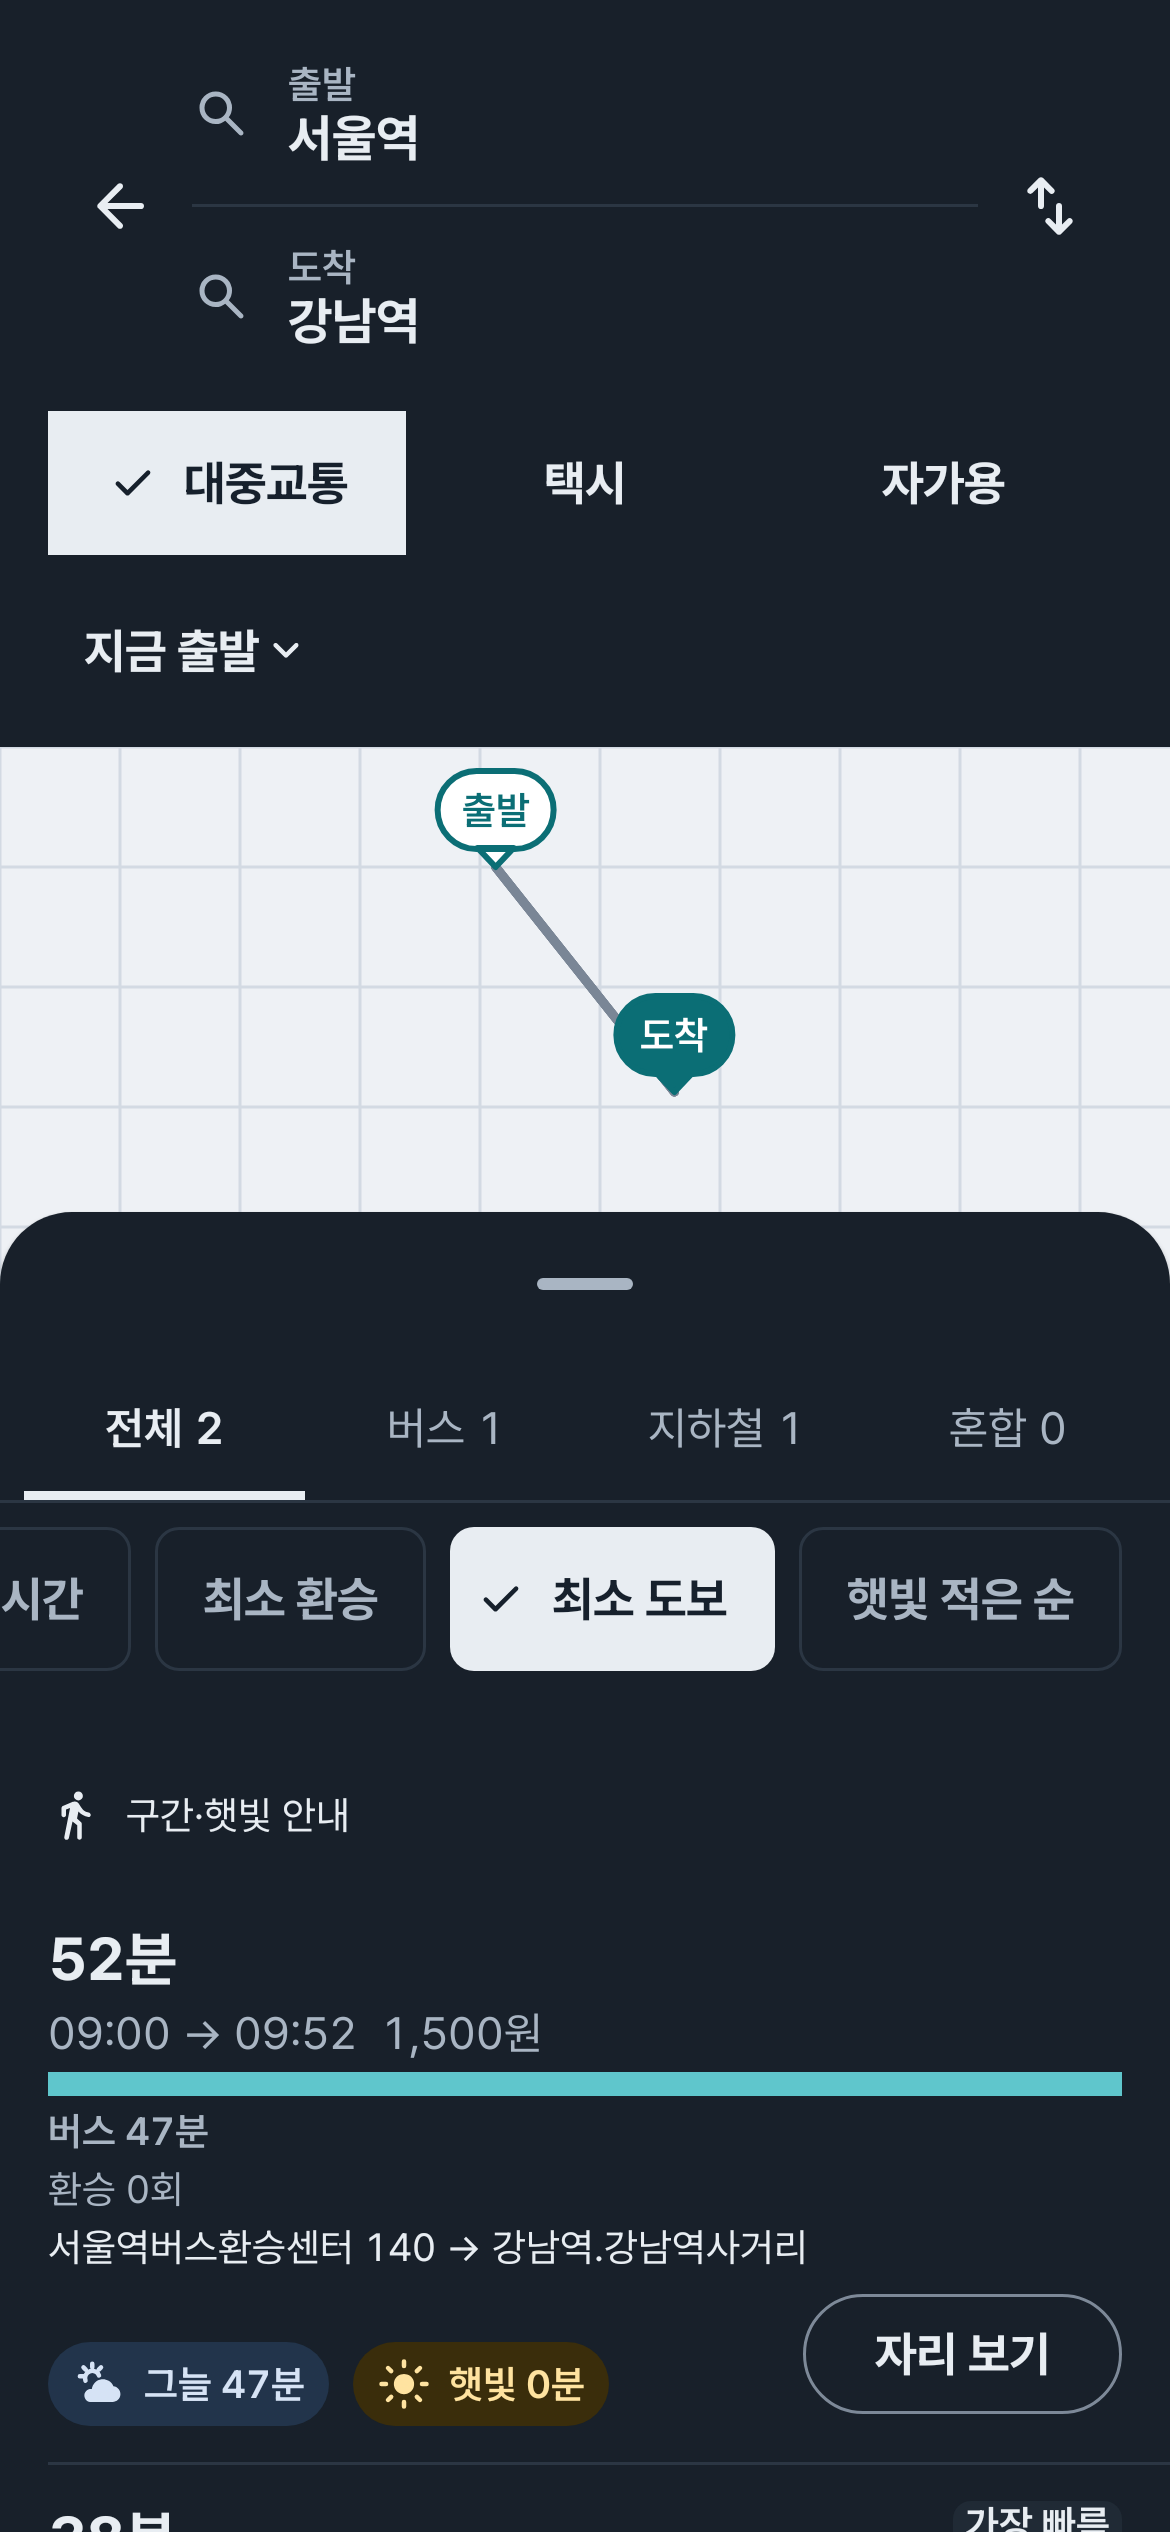 출발
서울역
도착
강남역
대중교통 택시 자가용
지금 출발
출발
도착
전체 2 버스 1 지하철 1 혼합 0
시간 최소 환승 최소 도보 햇빛 적은 순
구간·햇빛 안내
52분
09:00 → 09:52 1,500원
버스 47분
환승 0회
서울역버스환승센터 140 → 강남역.강남역사거리
자리 보기
그늘 47분 햇빛 0분
가장 빠름